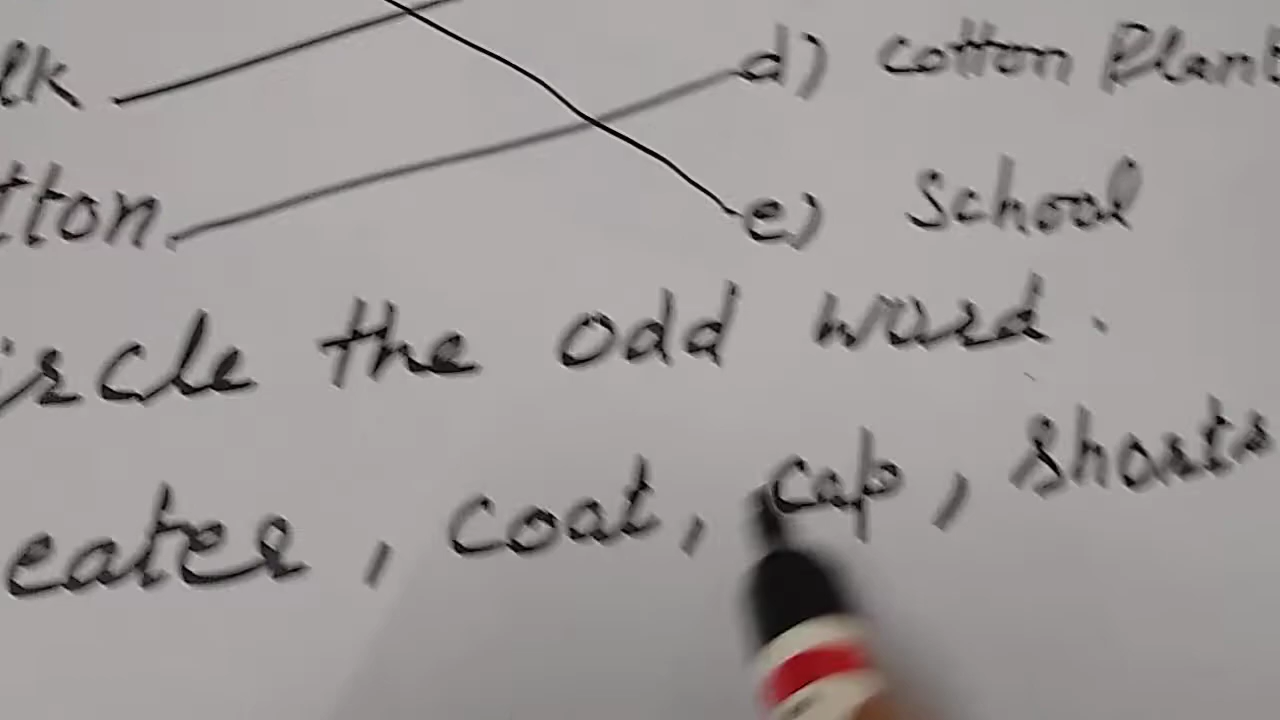 lk d) cotton Plant
tton. e) School
ircle the odd word.
eater, coat, cap, shorts